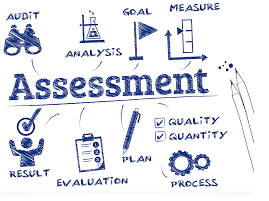 AUDIT
ANALYSIS
GOAL
MEASURE
Assessment
RESULT
EVALUATION
PLAN
QUALITY
QUANTITY
PROCESS